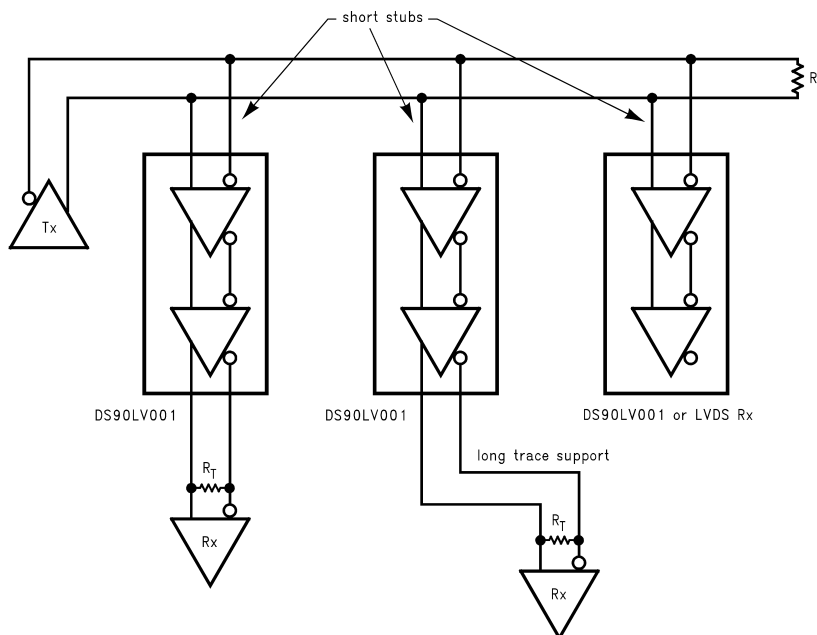 short stubs
R
Tx
DS90LV001
DS90LV001
DS90LV001 or LVDS Rx
long trace support
RT
Rx
RT
Rx